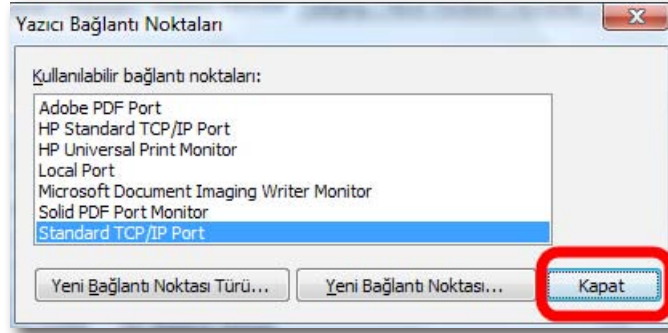 Yazıcı Bağlantı Noktaları
Kullanılabilir bağlantı noktaları:
Adobe PDF Port
HP Standard TCP/IP Port
HP Universal Print Monitor
Local Port
Microsoft Document Imaging Writer Monitor
Solid PDF Port Monitor
Standard TCP/IP Port
Yeni Bağlantı Noktası Türü... Yeni Bağlantı Noktası... Kapat